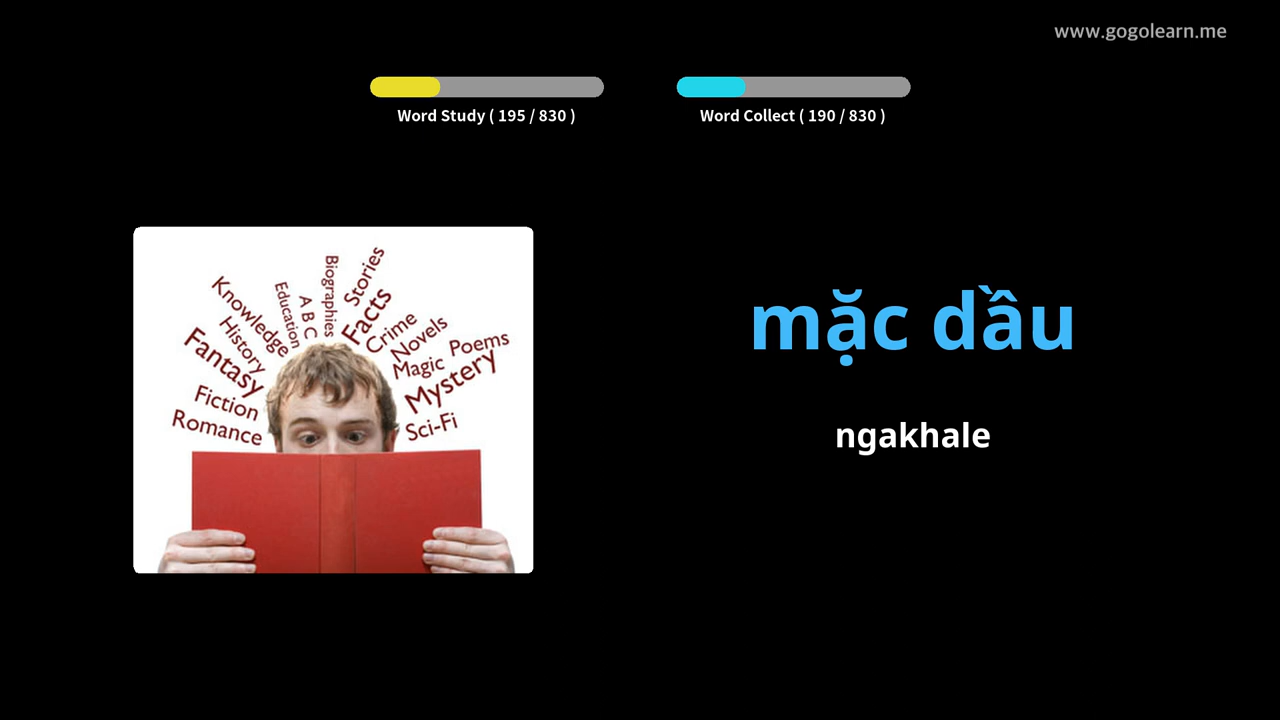 www.gogolearn.me
Word Study ( 195 / 830 )
Word Collect ( 190 / 830 )
Knowledge
History
Fantasy
Fiction
Romance
Education
A B C
Biographies
Stories
Facts
Crime
Novels
Magic
Poems
Mystery
Sci-Fi
mặc dầu
ngakhale